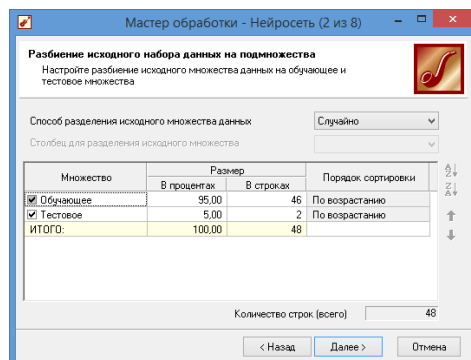 Мастер обработки - Нейросеть (2 из 8)
Разбиение исходного набора данных на подмножества
Настройте разбиение исходного множества данных на обучающее и
тестовое множества
Способ разделения исходного множества данных Случайно
Столбец для разделения исходного множества
Множество Размер Порядок сортировки
В процентах В строках
Обучающее 95,00 46 По возрастанию
Тестовое 5,00 2 По возрастанию
ИТОГО: 100,00 48
Количество строк (всего) 48
< Назад Далее > Отмена